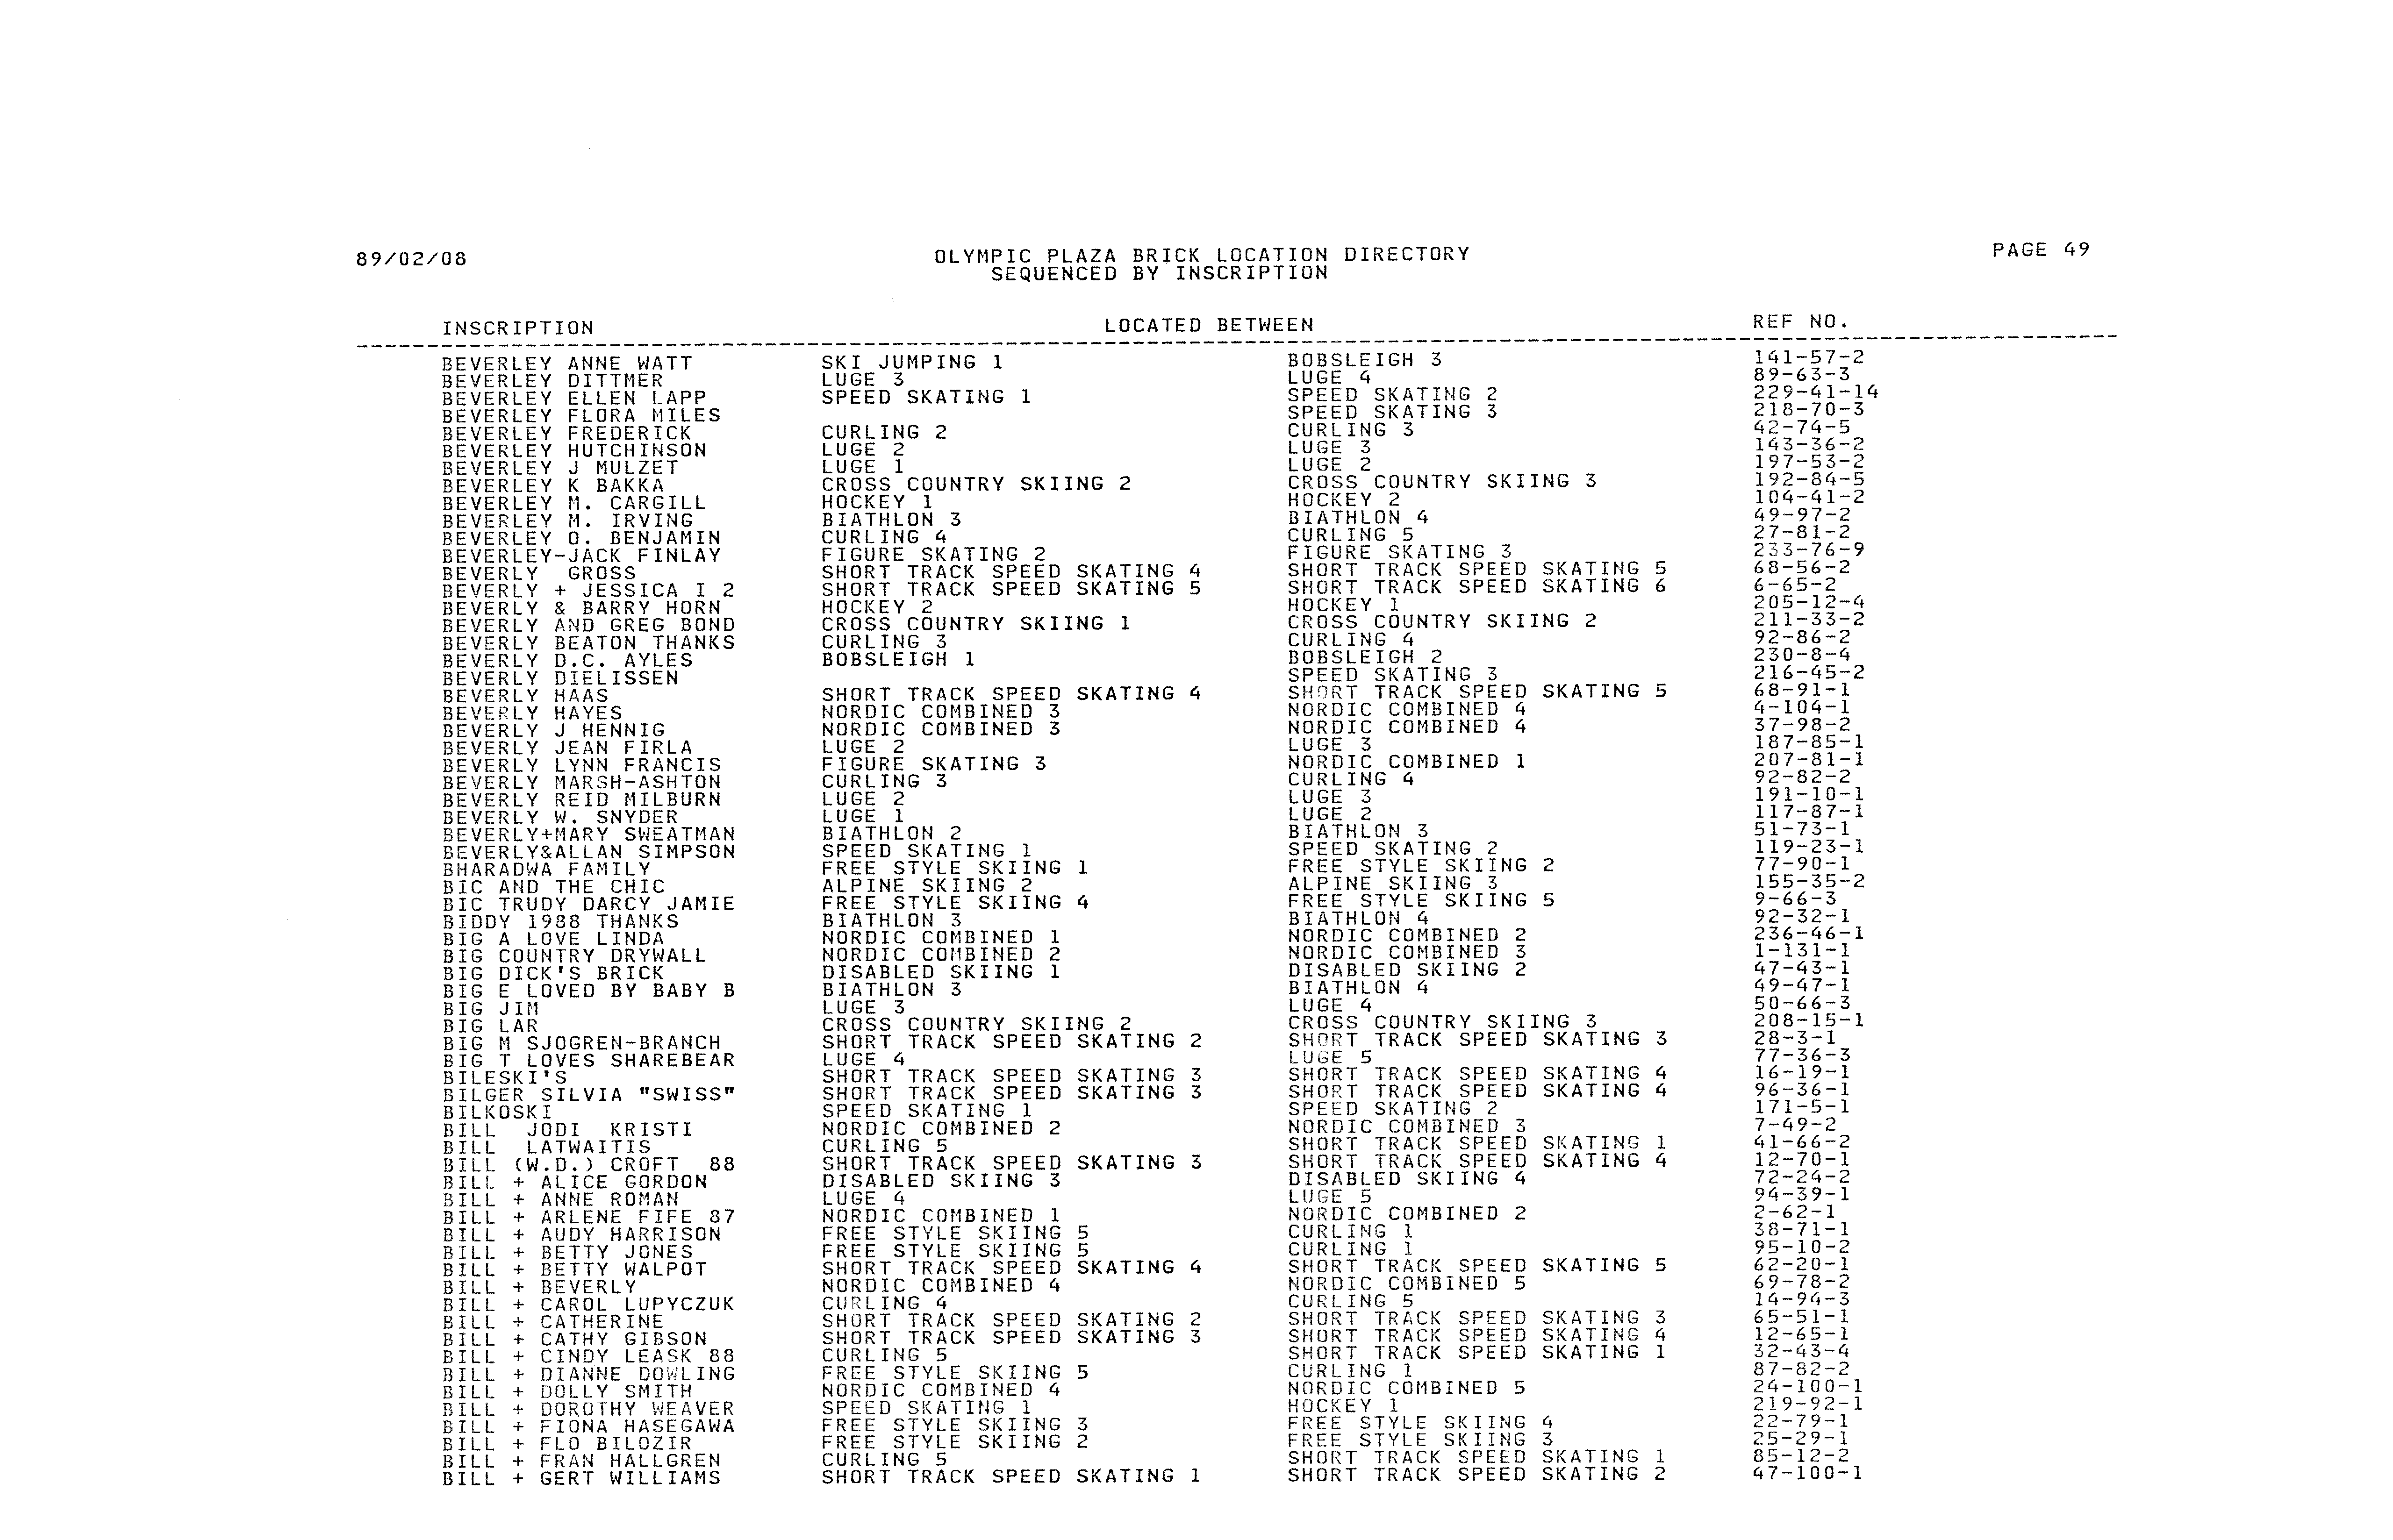 89/02/08 OLYMPIC PLAZA BRICK LOCATION DIRECTORY PAGE 49
SEQUENCED BY INSCRIPTION
INSCRIPTION LOCATED BETWEEN REF NO.
BEVERLEY ANNE WATT SKI JUMPING 1 BOBSLEIGH 3 141-57-2
BEVERLEY DITTMER LUGE 3 LUGE 4 89-63-3
BEVERLEY ELLEN LAPP SPEED SKATING 1 SPEED SKATING 2 229-41-14
BEVERLEY FLORA MILES SPEED SKATING 3 218-70-3
BEVERLEY FREDERICK CURLING 2 CURLING 3 42-74-5
BEVERLEY HUTCHINSON LUGE 2 LUGE 3 143-36-2
BEVERLEY J MULZET LUGE 1 LUGE 2 197-53-2
BEVERLEY K BAKKA CROSS COUNTRY SKIING 2 CROSS COUNTRY SKIING 3 192-84-5
BEVERLEY M. CARGILL HOCKEY 1 HOCKEY 2 104-41-2
BEVERLEY M. IRVING BIATHLON 3 BIATHLON 4 49-97-2
BEVERLEY O. BENJAMIN CURLING 4 CURLING 5 27-81-2
BEVERLEY-JACK FINLAY FIGURE SKATING 2 FIGURE SKATING 3 233-76-9
BEVERLY  GROSS SHORT TRACK SPEED SKATING 4 SHORT TRACK SPEED SKATING 5 68-56-2
BEVERLY + JESSICA I 2 SHORT TRACK SPEED SKATING 5 SHORT TRACK SPEED SKATING 6 6-65-2
BEVERLY & BARRY HORN HOCKEY 2 HOCKEY 1 205-12-4
BEVERLY AND GREG BOND CROSS COUNTRY SKIING 1 CROSS COUNTRY SKIING 2 211-33-2
BEVERLY BEATON THANKS CURLING 3 CURLING 4 92-86-2
BEVERLY D.C. AYLES BOBSLEIGH 1 BOBSLEIGH 2 230-8-4
BEVERLY DIELISSEN SPEED SKATING 3 216-45-2
BEVERLY HAAS SHORT TRACK SPEED SKATING 4 SHORT TRACK SPEED SKATING 5 68-91-1
BEVERLY HAYES NORDIC COMBINED 3 NORDIC COMBINED 4 4-104-1
BEVERLY J HENNIG NORDIC COMBINED 3 NORDIC COMBINED 4 37-98-2
BEVERLY JEAN FIRLA LUGE 2 LUGE 3 187-85-1
BEVERLY LYNN FRANCIS FIGURE SKATING 3 NORDIC COMBINED 1 207-81-1
BEVERLY MARSH-ASHTON CURLING 3 CURLING 4 92-82-2
BEVERLY REID MILBURN LUGE 2 LUGE 3 191-10-1
BEVERLY W. SNYDER LUGE 1 LUGE 2 117-87-1
BEVERLY+MARY SWEATMAN BIATHLON 2 BIATHLON 3 51-73-1
BEVERLY&ALLAN SIMPSON SPEED SKATING 1 SPEED SKATING 2 119-23-1
BHARADWA FAMILY FREE STYLE SKIING 1 FREE STYLE SKIING 2 77-90-1
BIC AND THE CHIC ALPINE SKIING 2 ALPINE SKIING 3 155-35-2
BIC TRUDY DARCY JAMIE FREE STYLE SKIING 4 FREE STYLE SKIING 5 9-66-3
BIDDY 1988 THANKS BIATHLON 3 BIATHLON 4 92-32-1
BIG A LOVE LINDA NORDIC COMBINED 1 NORDIC COMBINED 2 236-46-1
BIG COUNTRY DRYWALL NORDIC COMBINED 2 NORDIC COMBINED 3 1-131-1
BIG DICK'S BRICK DISABLED SKIING 1 DISABLED SKIING 2 47-43-1
BIG E LOVED BY BABY B BIATHLON 3 BIATHLON 4 49-47-1
BIG JIM LUGE 3 LUGE 4 50-66-3
BIG LAR CROSS COUNTRY SKIING 2 CROSS COUNTRY SKIING 3 208-15-1
BIG M SJOGREN-BRANCH SHORT TRACK SPEED SKATING 2 SHORT TRACK SPEED SKATING 3 28-3-1
BIG T LOVES SHAREBEAR LUGE 4 LUGE 5 77-36-3
BILESKI'S SHORT TRACK SPEED SKATING 3 SHORT TRACK SPEED SKATING 4 16-19-1
BILGER SILVIA "SWISS" SHORT TRACK SPEED SKATING 3 SHORT TRACK SPEED SKATING 4 96-36-1
BILKOSKI SPEED SKATING 1 SPEED SKATING 2 171-5-1
BILL  JODI  KRISTI NORDIC COMBINED 2 NORDIC COMBINED 3 7-49-2
BILL  LATWAITIS CURLING 5 SHORT TRACK SPEED SKATING 1 41-66-2
BILL (W.D.) CROFT  88 SHORT TRACK SPEED SKATING 3 SHORT TRACK SPEED SKATING 4 12-70-1
BILL + ALICE GORDON DISABLED SKIING 3 DISABLED SKIING 4 72-24-2
BILL + ANNE ROMAN LUGE 4 LUGE 5 94-39-1
BILL + ARLENE FIFE 87 NORDIC COMBINED 1 NORDIC COMBINED 2 2-62-1
BILL + AUDY HARRISON FREE STYLE SKIING 5 CURLING 1 38-71-1
BILL + BETTY JONES FREE STYLE SKIING 5 CURLING 1 95-10-2
BILL + BETTY WALPOT SHORT TRACK SPEED SKATING 4 SHORT TRACK SPEED SKATING 5 62-20-1
BILL + BEVERLY NORDIC COMBINED 4 NORDIC COMBINED 5 69-78-2
BILL + CAROL LUPYCZUK CURLING 4 CURLING 5 14-94-3
BILL + CATHERINE SHORT TRACK SPEED SKATING 2 SHORT TRACK SPEED SKATING 3 65-51-1
BILL + CATHY GIBSON SHORT TRACK SPEED SKATING 3 SHORT TRACK SPEED SKATING 4 12-65-1
BILL + CINDY LEASK 88 CURLING 5 SHORT TRACK SPEED SKATING 1 32-43-4
BILL + DIANNE DOWLING FREE STYLE SKIING 5 CURLING 1 87-82-2
BILL + DOLLY SMITH NORDIC COMBINED 4 NORDIC COMBINED 5 24-100-1
BILL + DOROTHY WEAVER SPEED SKATING 1 HOCKEY 1 219-92-1
BILL + FIONA HASEGAWA FREE STYLE SKIING 3 FREE STYLE SKIING 4 22-79-1
BILL + FLO BILOZIR FREE STYLE SKIING 2 FREE STYLE SKIING 3 25-29-1
BILL + FRAN HALLGREN CURLING 5 SHORT TRACK SPEED SKATING 1 85-12-2
BILL + GERT WILLIAMS SHORT TRACK SPEED SKATING 1 SHORT TRACK SPEED SKATING 2 47-100-1